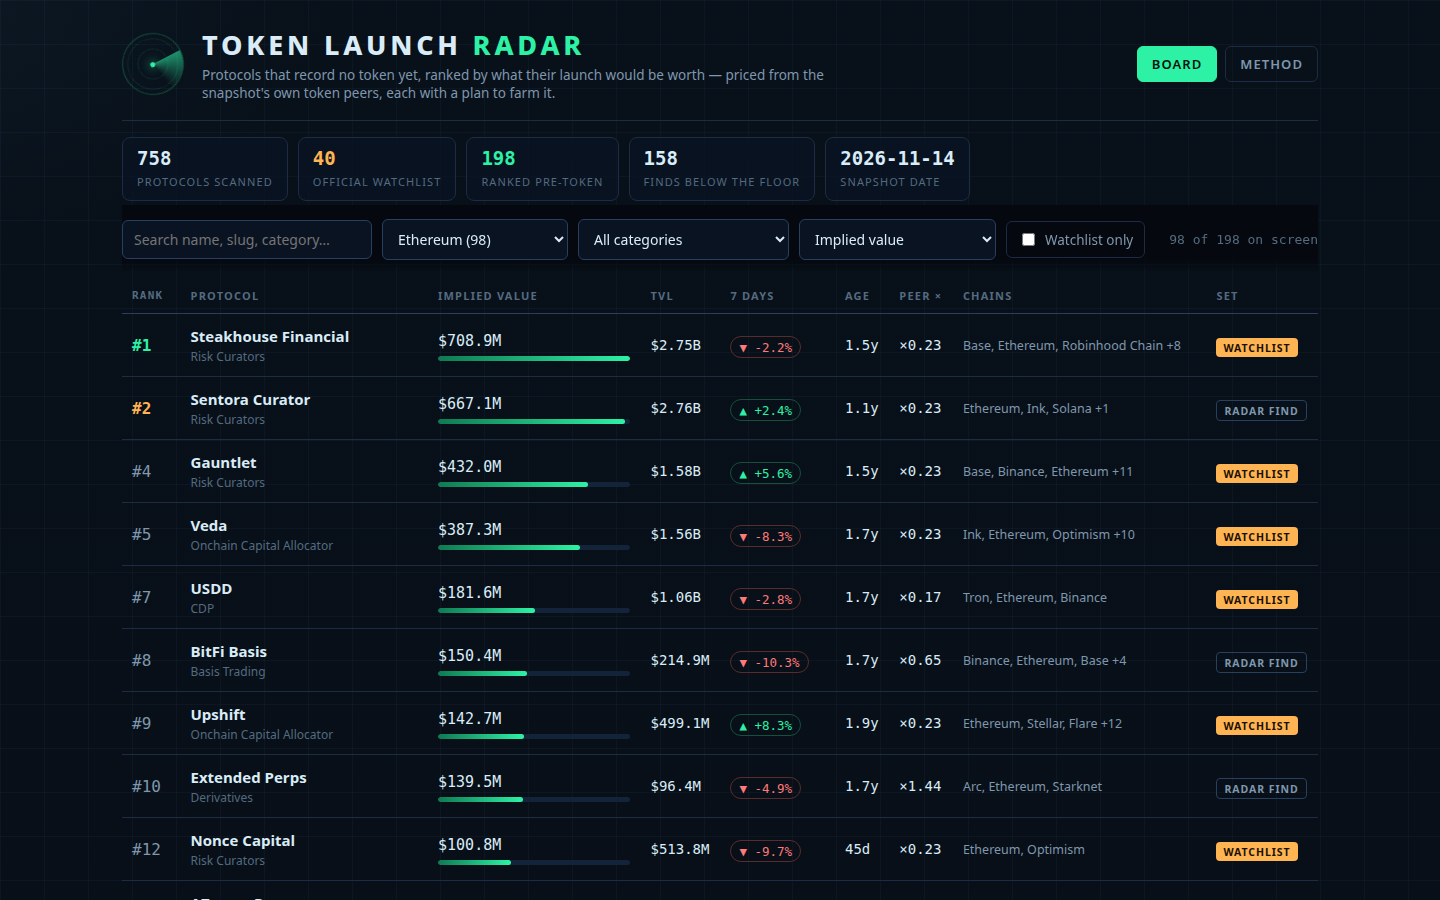 TOKEN LAUNCH RADAR
Protocols that record no token yet, ranked by what their launch would be worth — priced from the
snapshot's own token peers, each with a plan to farm it.
BOARD
METHOD
758
PROTOCOLS SCANNED
40
OFFICIAL WATCHLIST
198
RANKED PRE-TOKEN
158
FINDS BELOW THE FLOOR
2026-11-14
SNAPSHOT DATE
Search name, slug, category...
Ethereum (98)
All categories
Implied value
Watchlist only
98 of 198 on screen
RANK PROTOCOL IMPLIED VALUE TVL 7 DAYS AGE PEER × CHAINS SET
#1 Steakhouse Financial $708.9M $2.75B ▼ -2.2% 1.5y ×0.23 Base, Ethereum, Robinhood Chain +8 WATCHLIST
Risk Curators
#2 Sentora Curator $667.1M $2.76B ▲ +2.4% 1.1y ×0.23 Ethereum, Ink, Solana +1 RADAR FIND
Risk Curators
#4 Gauntlet $432.0M $1.58B ▲ +5.6% 1.5y ×0.23 Base, Binance, Ethereum +11 WATCHLIST
Risk Curators
#5 Veda $387.3M $1.56B ▼ -8.3% 1.7y ×0.23 Ink, Ethereum, Optimism +10 WATCHLIST
Onchain Capital Allocator
#7 USDD $181.6M $1.06B ▼ -2.8% 1.7y ×0.17 Tron, Ethereum, Binance WATCHLIST
CDP
#8 BitFi Basis $150.4M $214.9M ▼ -10.3% 1.7y ×0.65 Binance, Ethereum, Base +4 RADAR FIND
Basis Trading
#9 Upshift $142.7M $499.1M ▲ +8.3% 1.9y ×0.23 Ethereum, Stellar, Flare +12 WATCHLIST
Onchain Capital Allocator
#10 Extended Perps $139.5M $96.4M ▼ -4.9% 1.7y ×1.44 Arc, Ethereum, Starknet RADAR FIND
Derivatives
#12 Nonce Capital $100.8M $513.8M ▼ -9.7% 45d ×0.23 Ethereum, Optimism WATCHLIST
Risk Curators